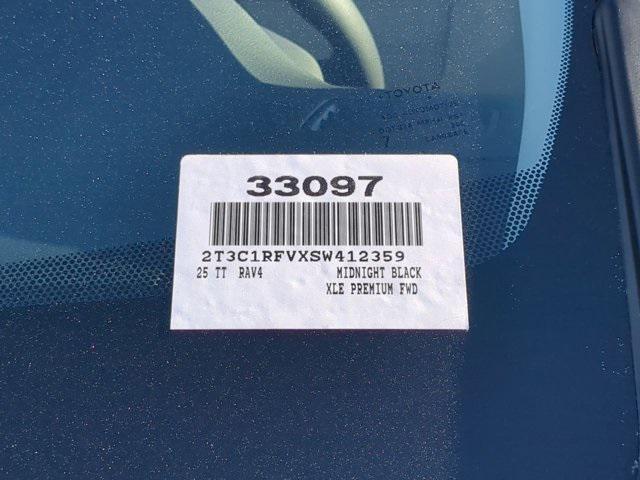 TOYOTA
33097
2T3C1RFVXSW412359
25 TT RAV4 MIDNIGHT BLACK
XLE PREMIUM FWD